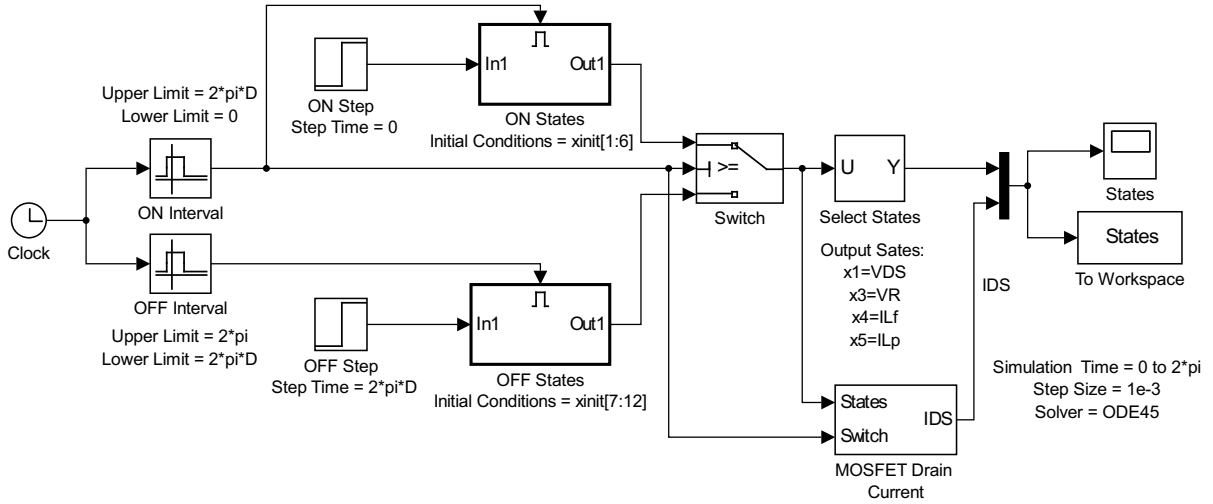 Upper Limit = 2*pi*D
Lower Limit = 0
ON Interval
Clock
OFF Interval
Upper Limit = 2*pi
Lower Limit = 2*pi*D
ON Step
Step Time = 0
In1
Out1
ON States
Initial Conditions = xinit[1:6]
OFF Step
Step Time = 2*pi*D
In1
Out1
OFF States
Initial Conditions = xinit[7:12]
>=
Switch
U
Y
Select States
Output Sates:
x1=VDS
x3=VR
x4=ILf
x5=ILp
States
Switch
IDS
MOSFET Drain
Current
IDS
States
States
To Workspace
Simulation Time = 0 to 2*pi
Step Size = 1e-3
Solver = ODE45